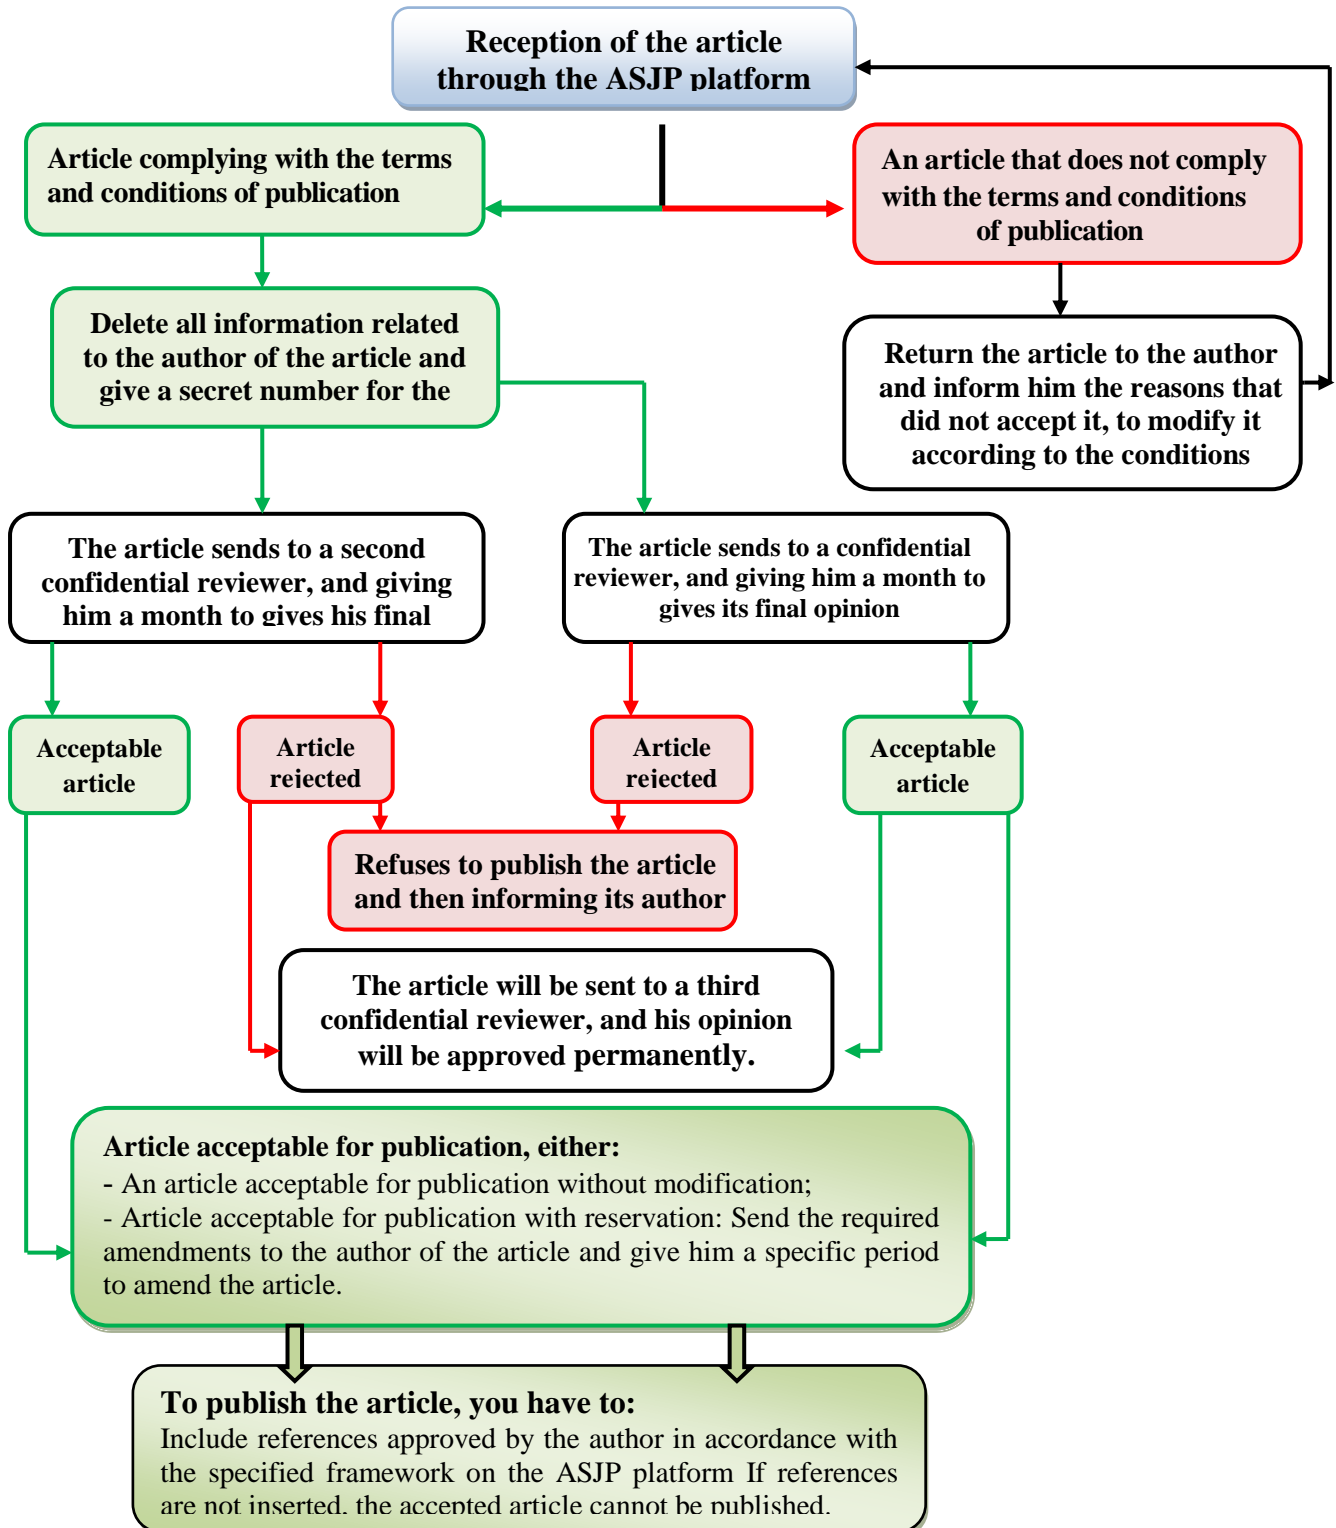 Reception of the article
through the ASJP platform
Article complying with the terms
and conditions of publication
An article that does not comply
with the terms and conditions
of publication
Delete all information related
to the author of the article and
give a secret number for the
Return the article to the author
and inform him the reasons that
did not accept it, to modify it
according to the conditions
The article sends to a second
confidential reviewer, and giving
him a month to gives his final
The article sends to a confidential
reviewer, and giving him a month to
gives its final opinion
Acceptable
article
Article
rejected
Article
rejected
Acceptable
article
Refuses to publish the article
and then informing its author
The article will be sent to a third
confidential reviewer, and his opinion
will be approved permanently.
Article acceptable for publication, either:
- An article acceptable for publication without modification;
- Article acceptable for publication with reservation: Send the required
amendments to the author of the article and give him a specific period
to amend the article.
To publish the article, you have to:
Include references approved by the author in accordance with
the specified framework on the ASJP platform If references
are not inserted, the accepted article cannot be published.